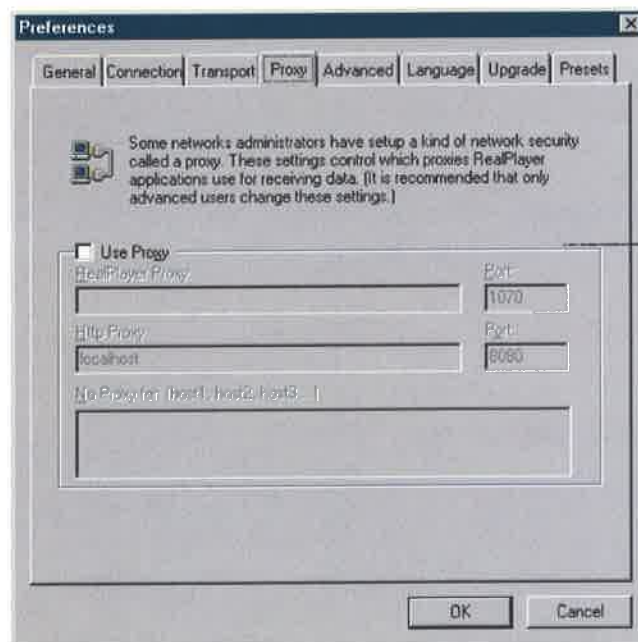 Preferences
General Connection Transport Proxy Advanced Language Upgrade Presets
Some networks administrators have setup a kind of network security
called a proxy. These settings control which proxies RealPlayer
applications use for receiving data. (It is recommended that only
advanced users change these settings.)
Use Proxy
RealPlayer Proxy: Port:
1070
Http Proxy: Port:
localhost 8080
No Proxy for (host1, host2, host3 ...)
OK Cancel